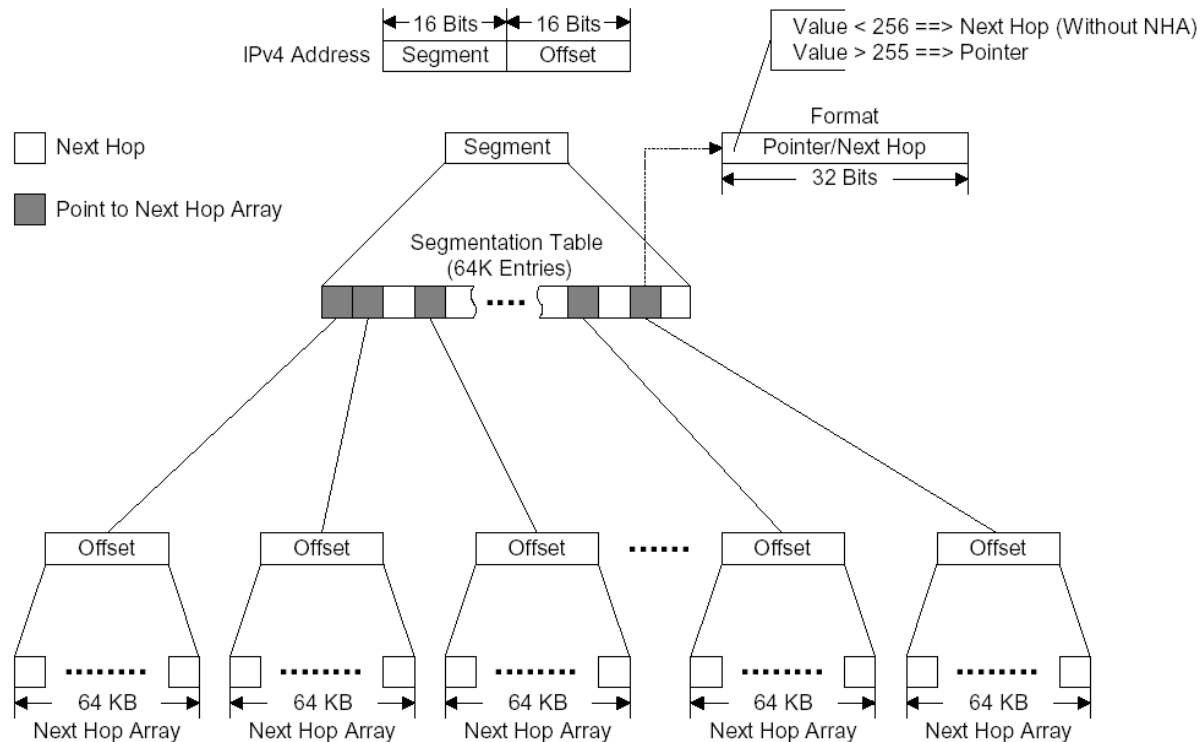 16 Bits 16 Bits
IPv4 Address Segment Offset
Value < 256 ==> Next Hop (Without NHA)
Value > 255 ==> Pointer
Format
Pointer/Next Hop
32 Bits
Next Hop
Point to Next Hop Array
Segment
Segmentation Table
(64K Entries)
Offset Offset Offset Offset Offset
64 KB 64 KB 64 KB 64 KB 64 KB
Next Hop Array Next Hop Array Next Hop Array Next Hop Array Next Hop Array